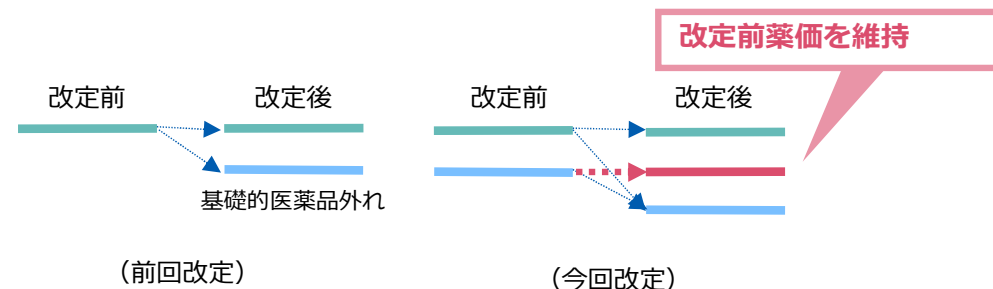 改定前薬価を維持
改定前
改定後
改定前
改定後
基礎的医薬品外れ
（前回改定）
（今回改定）